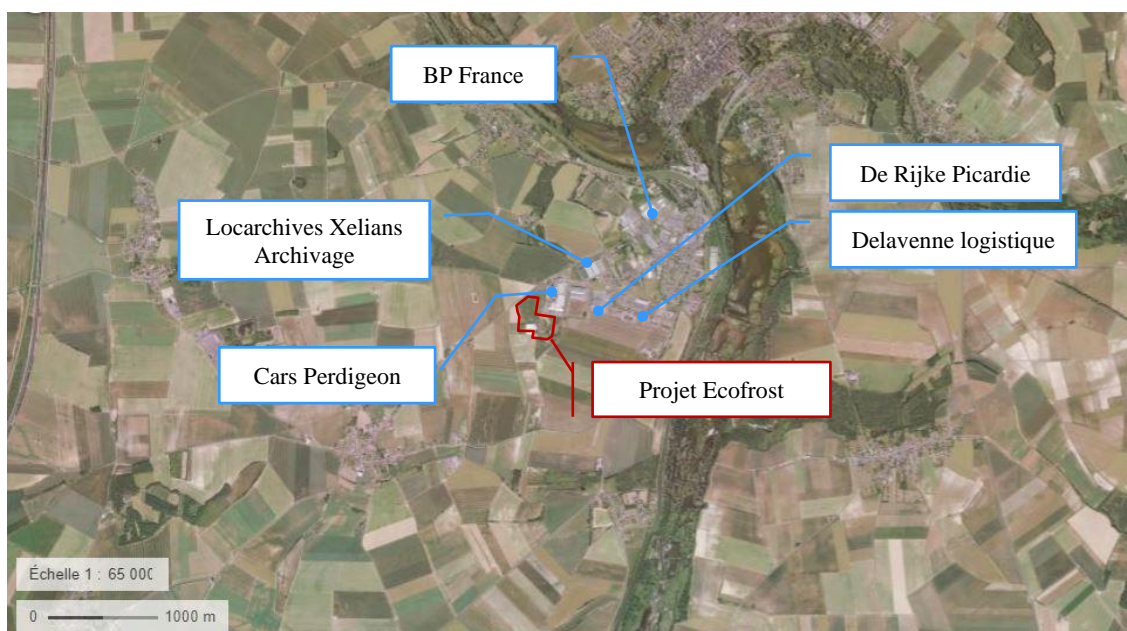 BP France
De Rijke Picardie
Locarchives Xelians
Archivage
Delavenne logistique
Cars Perdigeon
Projet Ecofrost
Échelle 1 : 65 000
0 1000 m